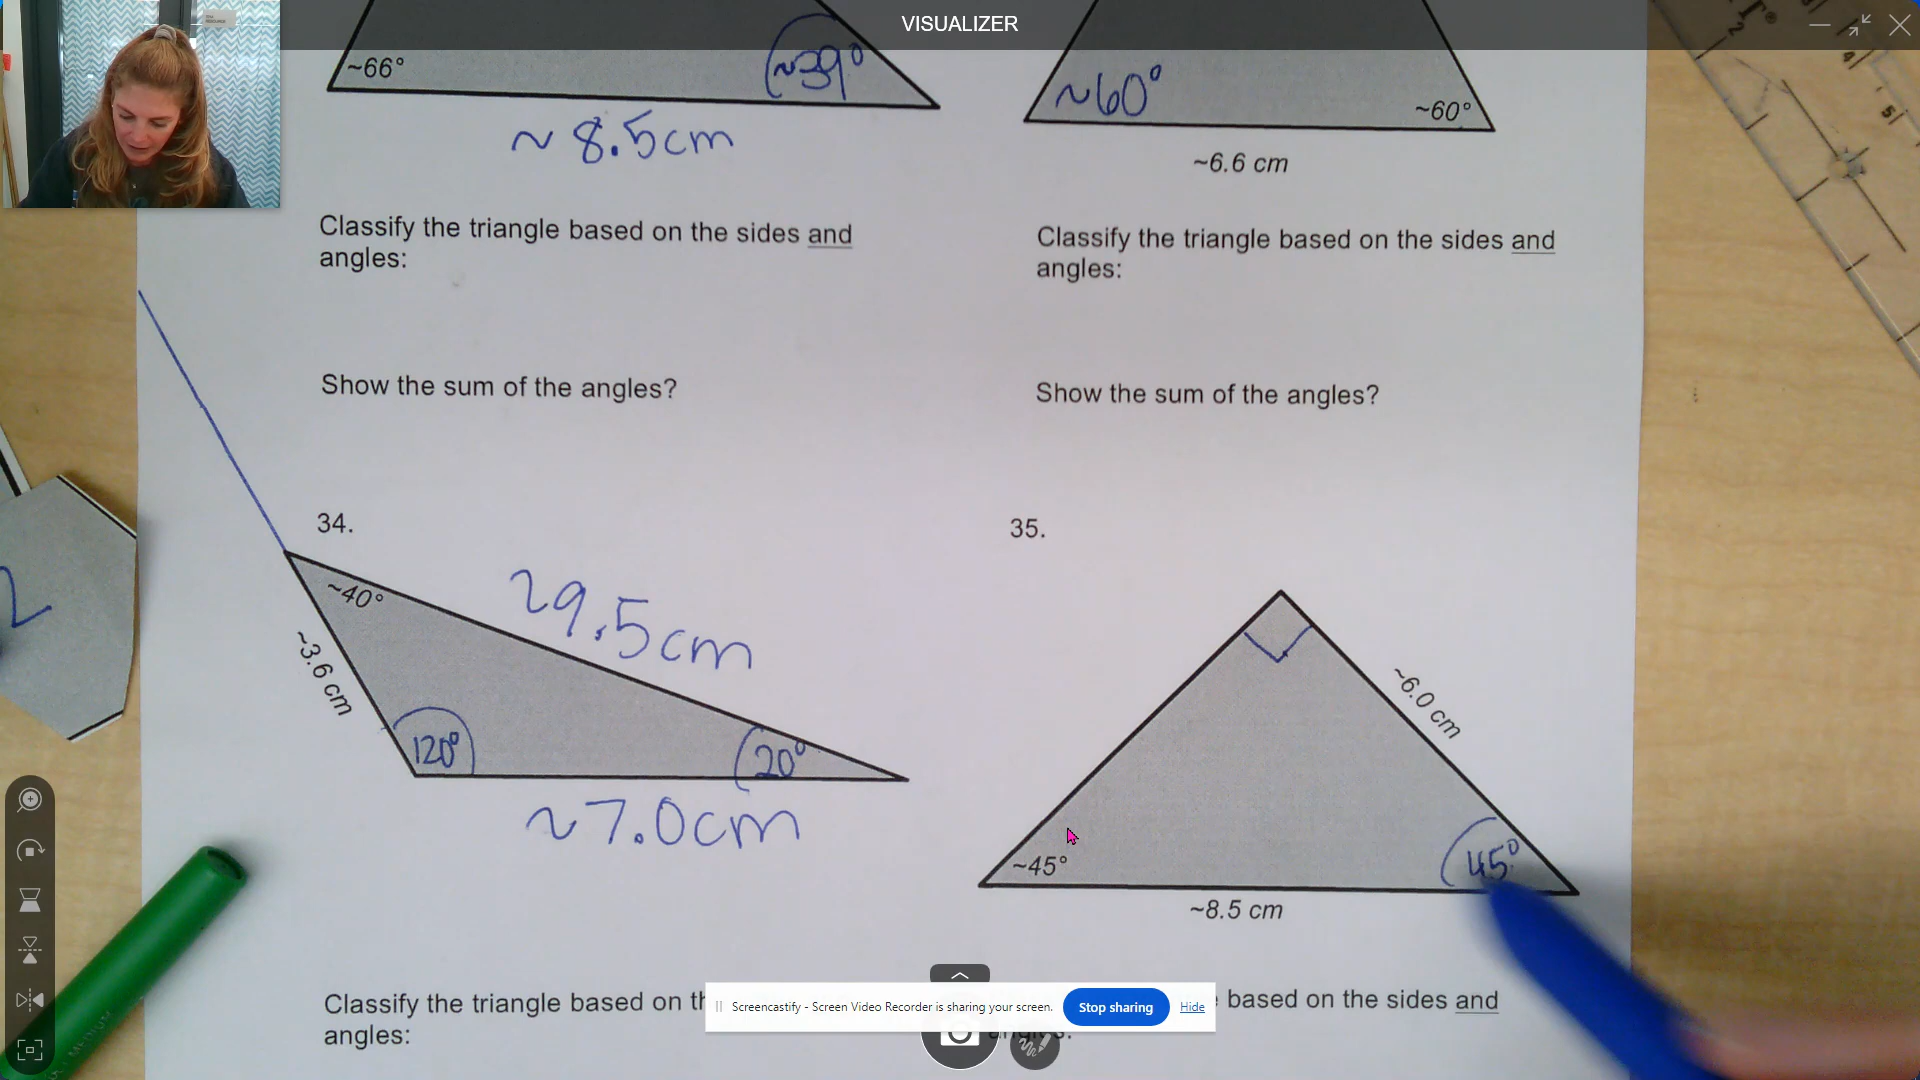 VISUALIZER
~66°
~39°
~8.5cm
~60°
~60°
~6.6 cm
Classify the triangle based on the sides and
angles:
Classify the triangle based on the sides and
angles:
Show the sum of the angles?
Show the sum of the angles?
34.
~40°
~9.5cm
~3.6 cm
120°
20°
~7.0cm
35.
~6.0 cm
~45°
45°
~8.5 cm
Classify the triangle based on
angles:
based on the sides and
Screencastify - Screen Video Recorder is sharing your screen.
Stop sharing
Hide
2
5